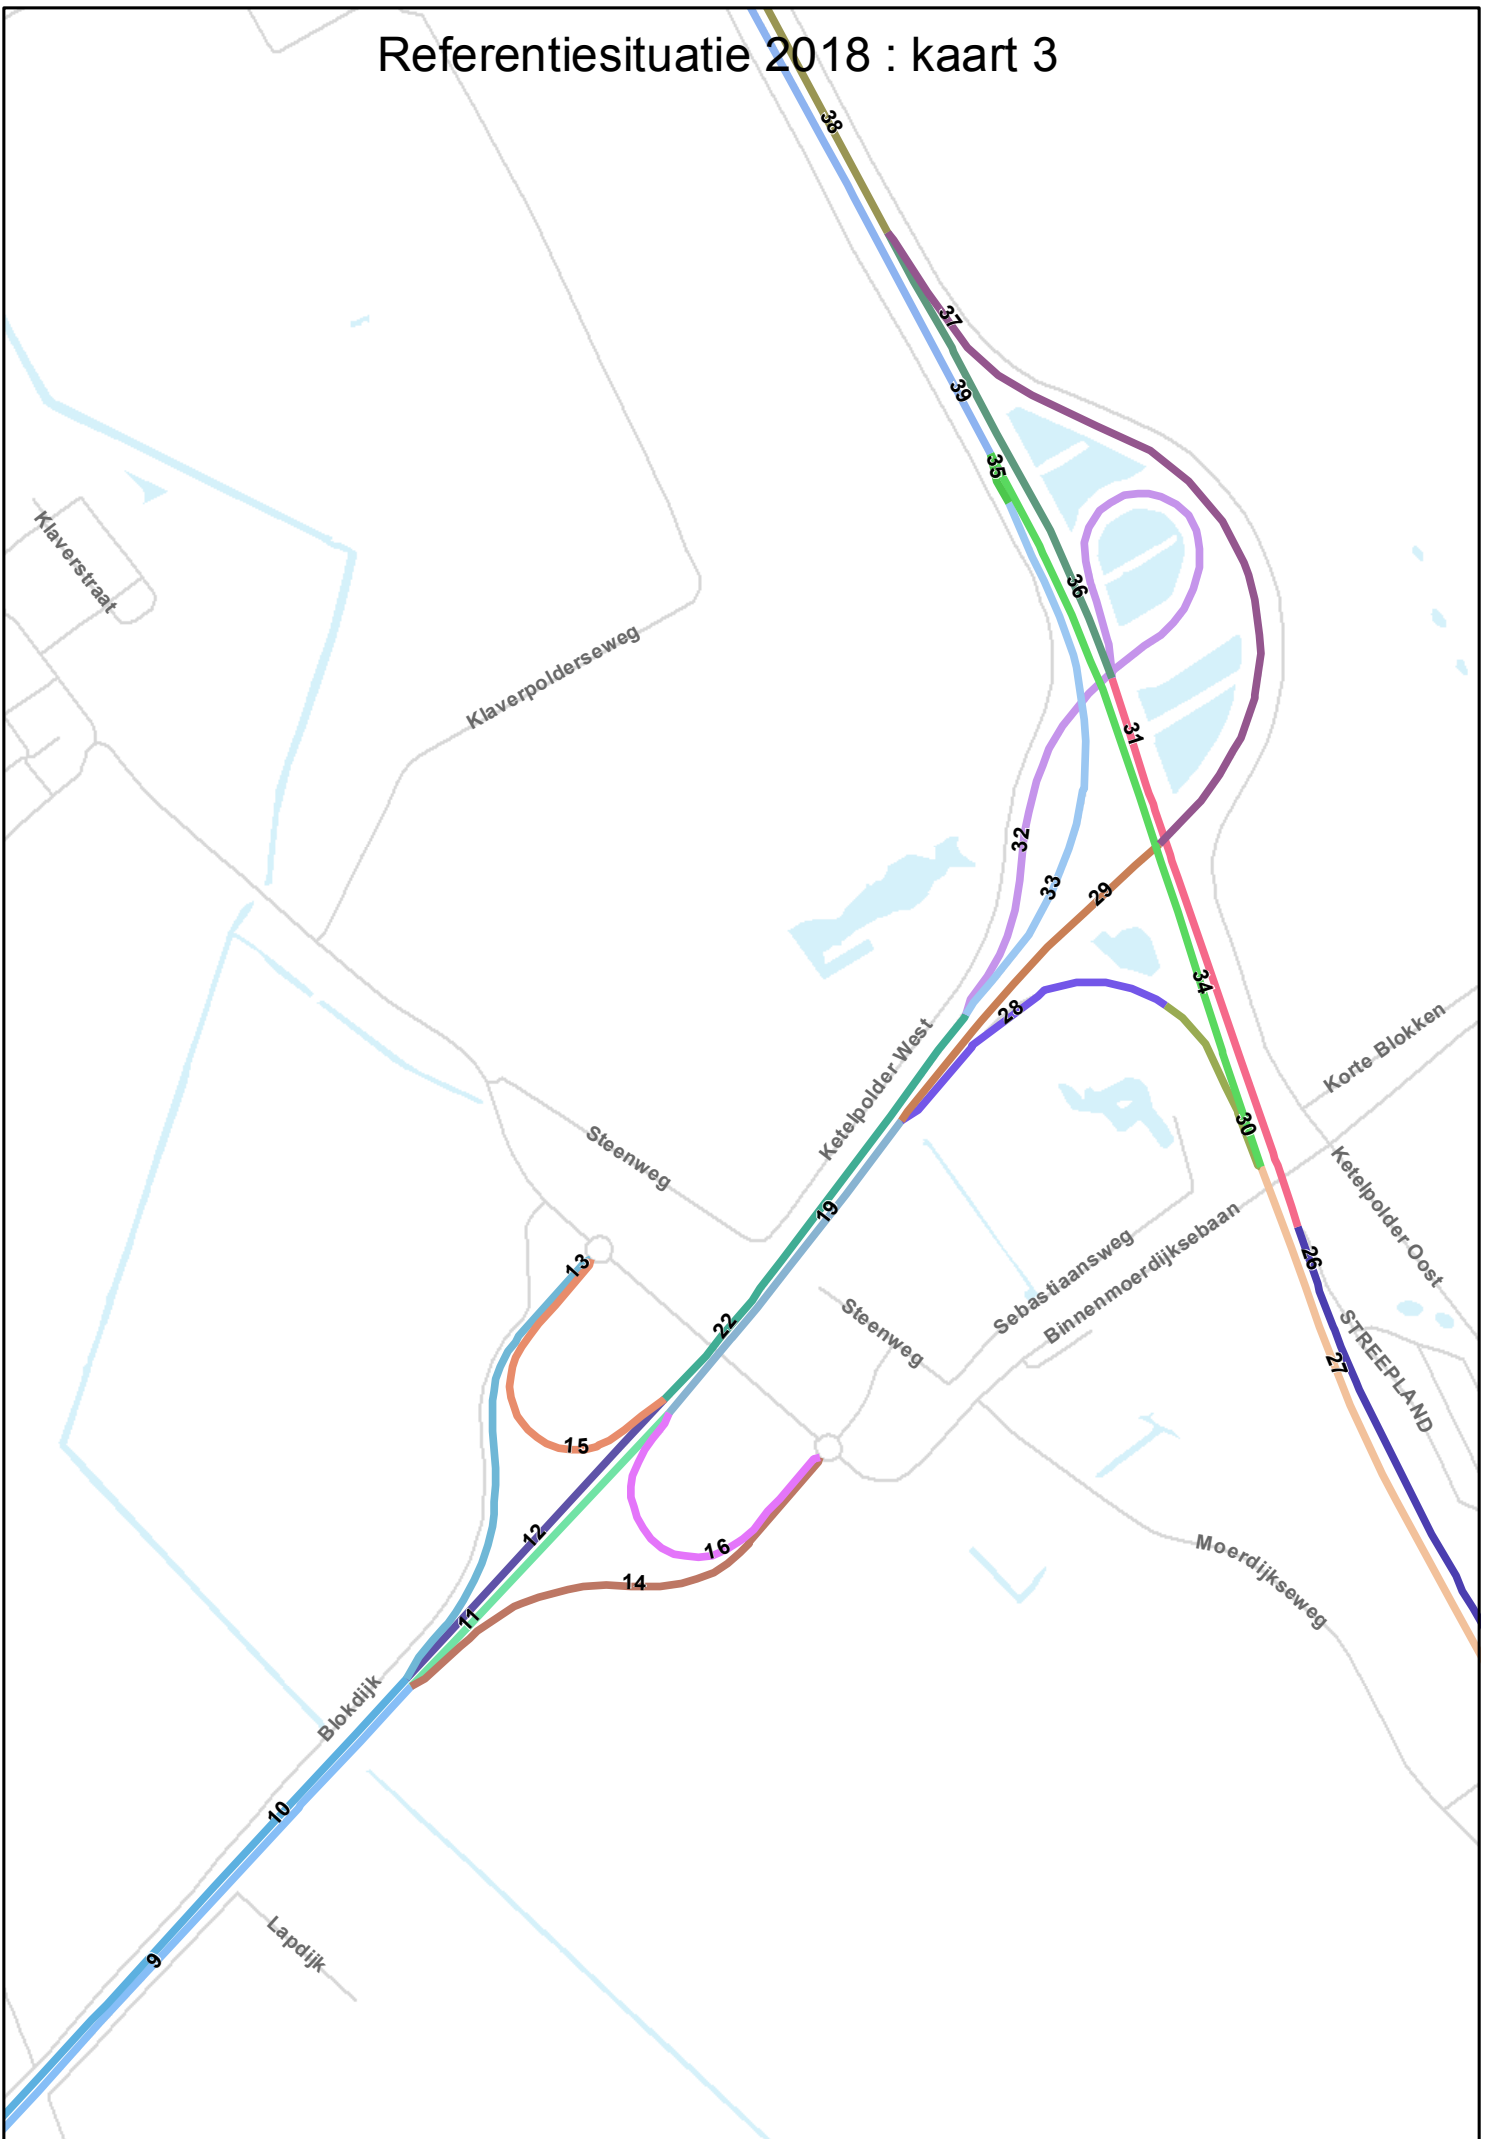 Referentiesituatie 2018 : kaart 3
38
37
39
35
Klaverstraat
36
Klaverpolderseweg
31
32
33
29
34
28
Korte Blokken
Ketelpolder West
30
Steenweg
Ketelpolder Oost
19
Sebastiaansweg
Binnenmoerdijksebaan
26
13
22
Steenweg
27
STREEPLAND
15
12
16
14
Moerdijkseweg
11
Blokdijk
10
Lapdijk
9